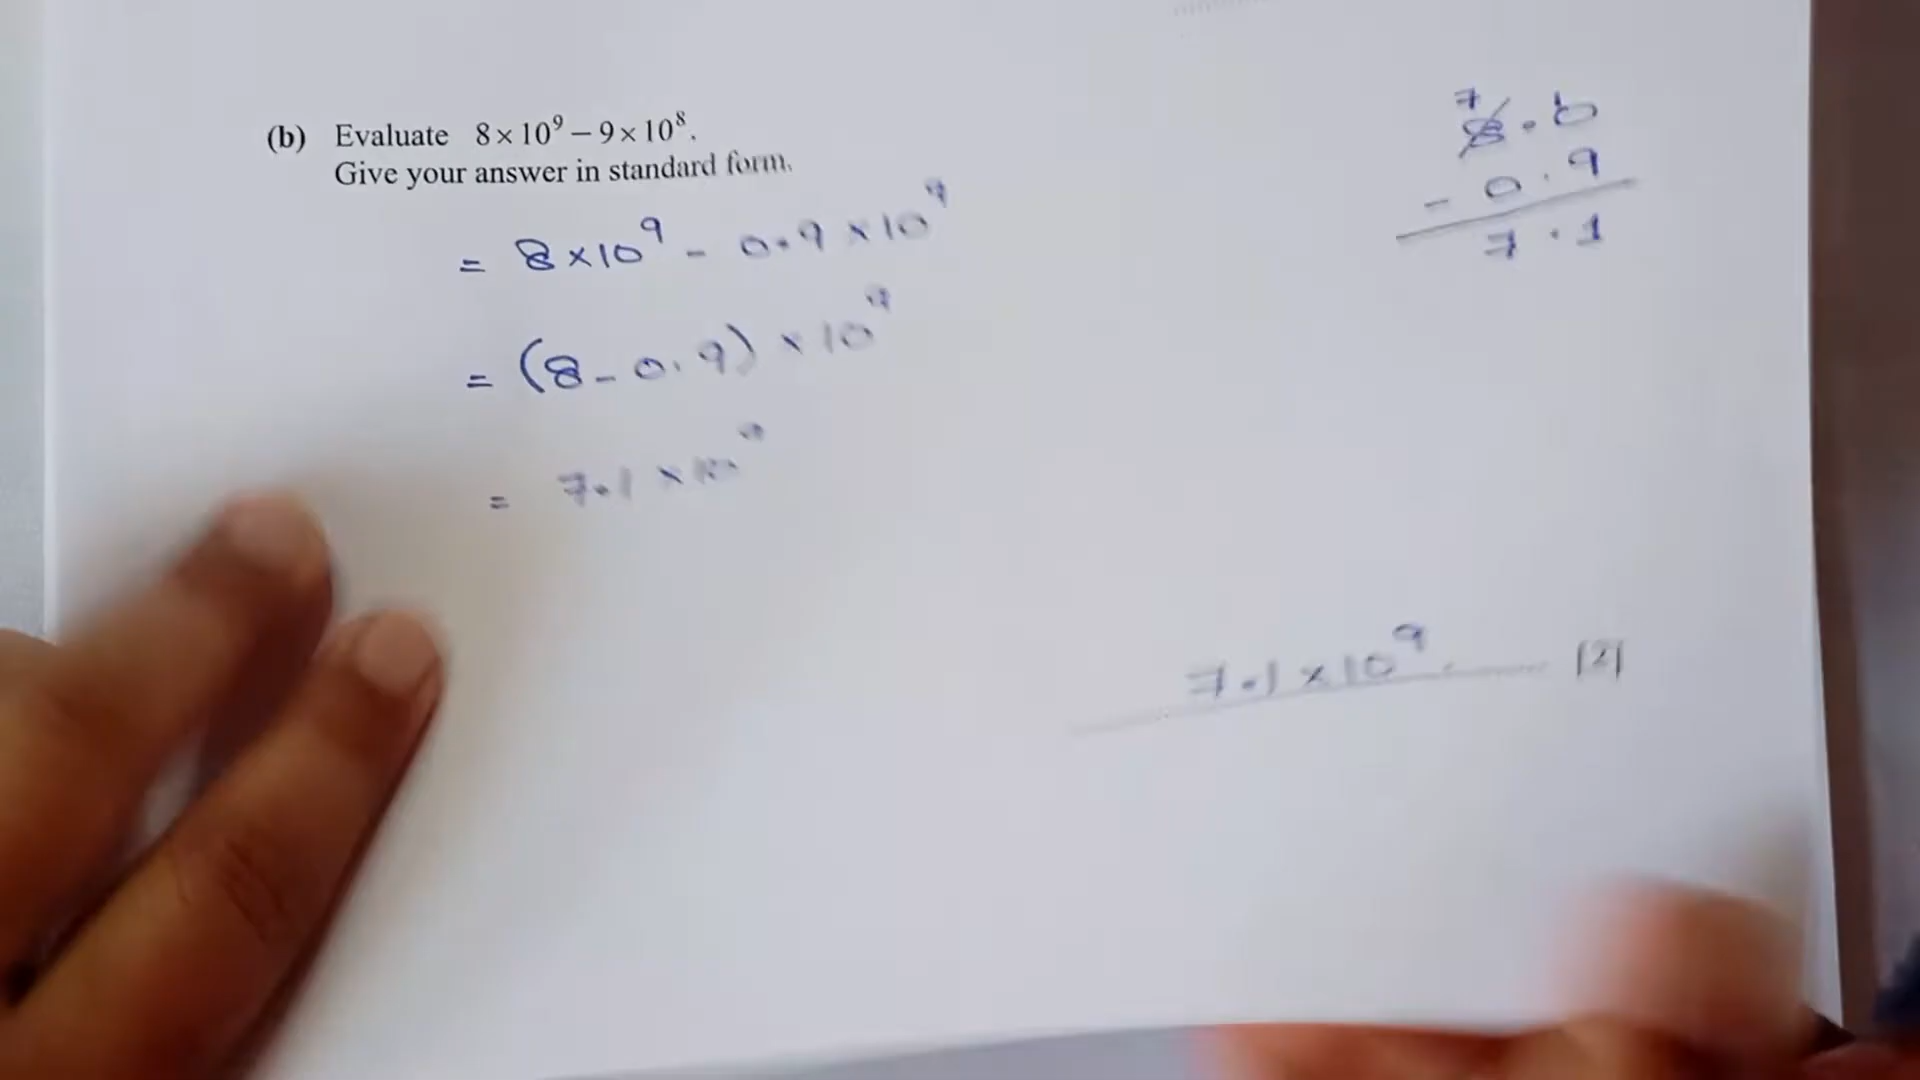 (b) Evaluate 8 × 10⁹ – 9 × 10⁸.
Give your answer in standard form.
= 8 × 10⁹ - 0.9 × 10⁹
= (8 - 0.9) × 10⁹
= 7.1 × 10⁹
7
8.0
- 0.9
7.1
7.1 × 10⁹ [2]